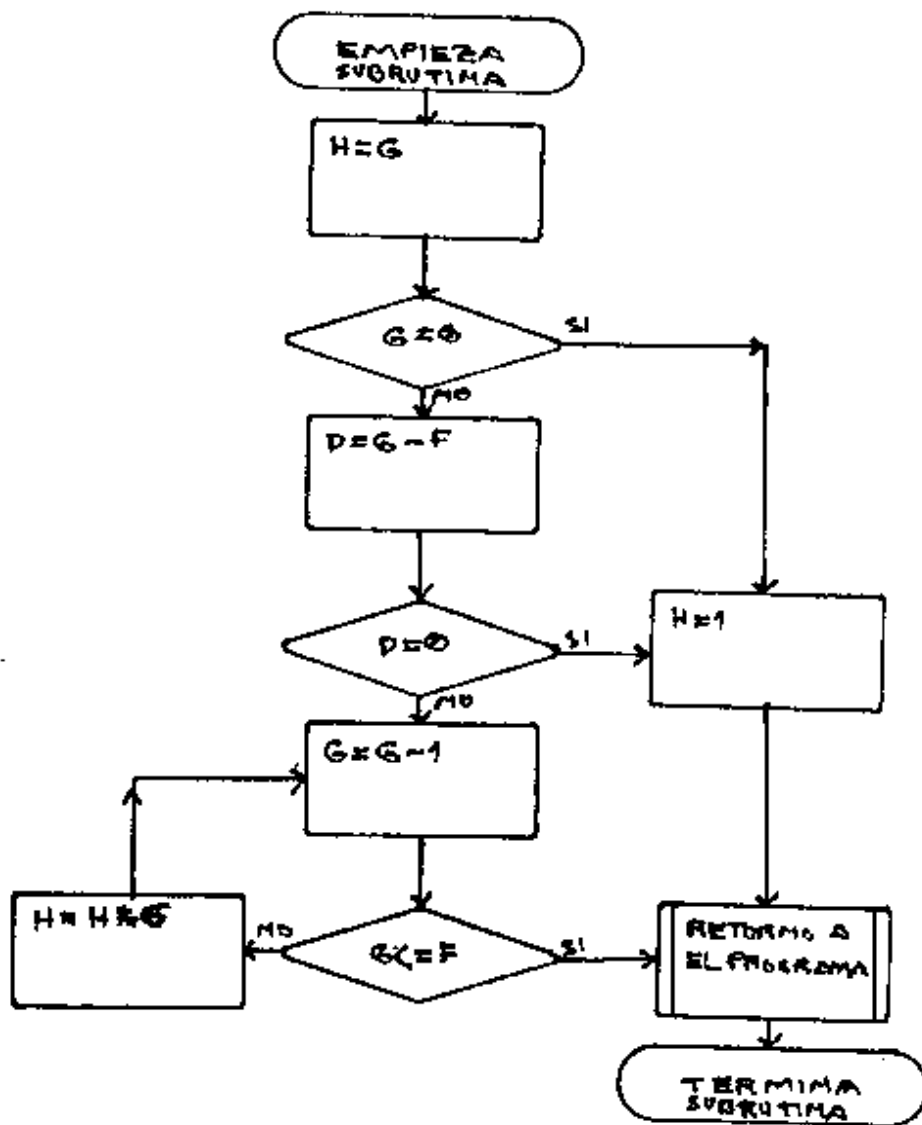 EMPIEZA
SUBRUTINA
H=G
G=0
SI
NO
D=G-F
D=0
SI
H=1
NO
G=G-1
H=H*G
NO
G<=F
SI
RETORNO A
EL PROGRAMA
TERMINA
SUBRUTINA